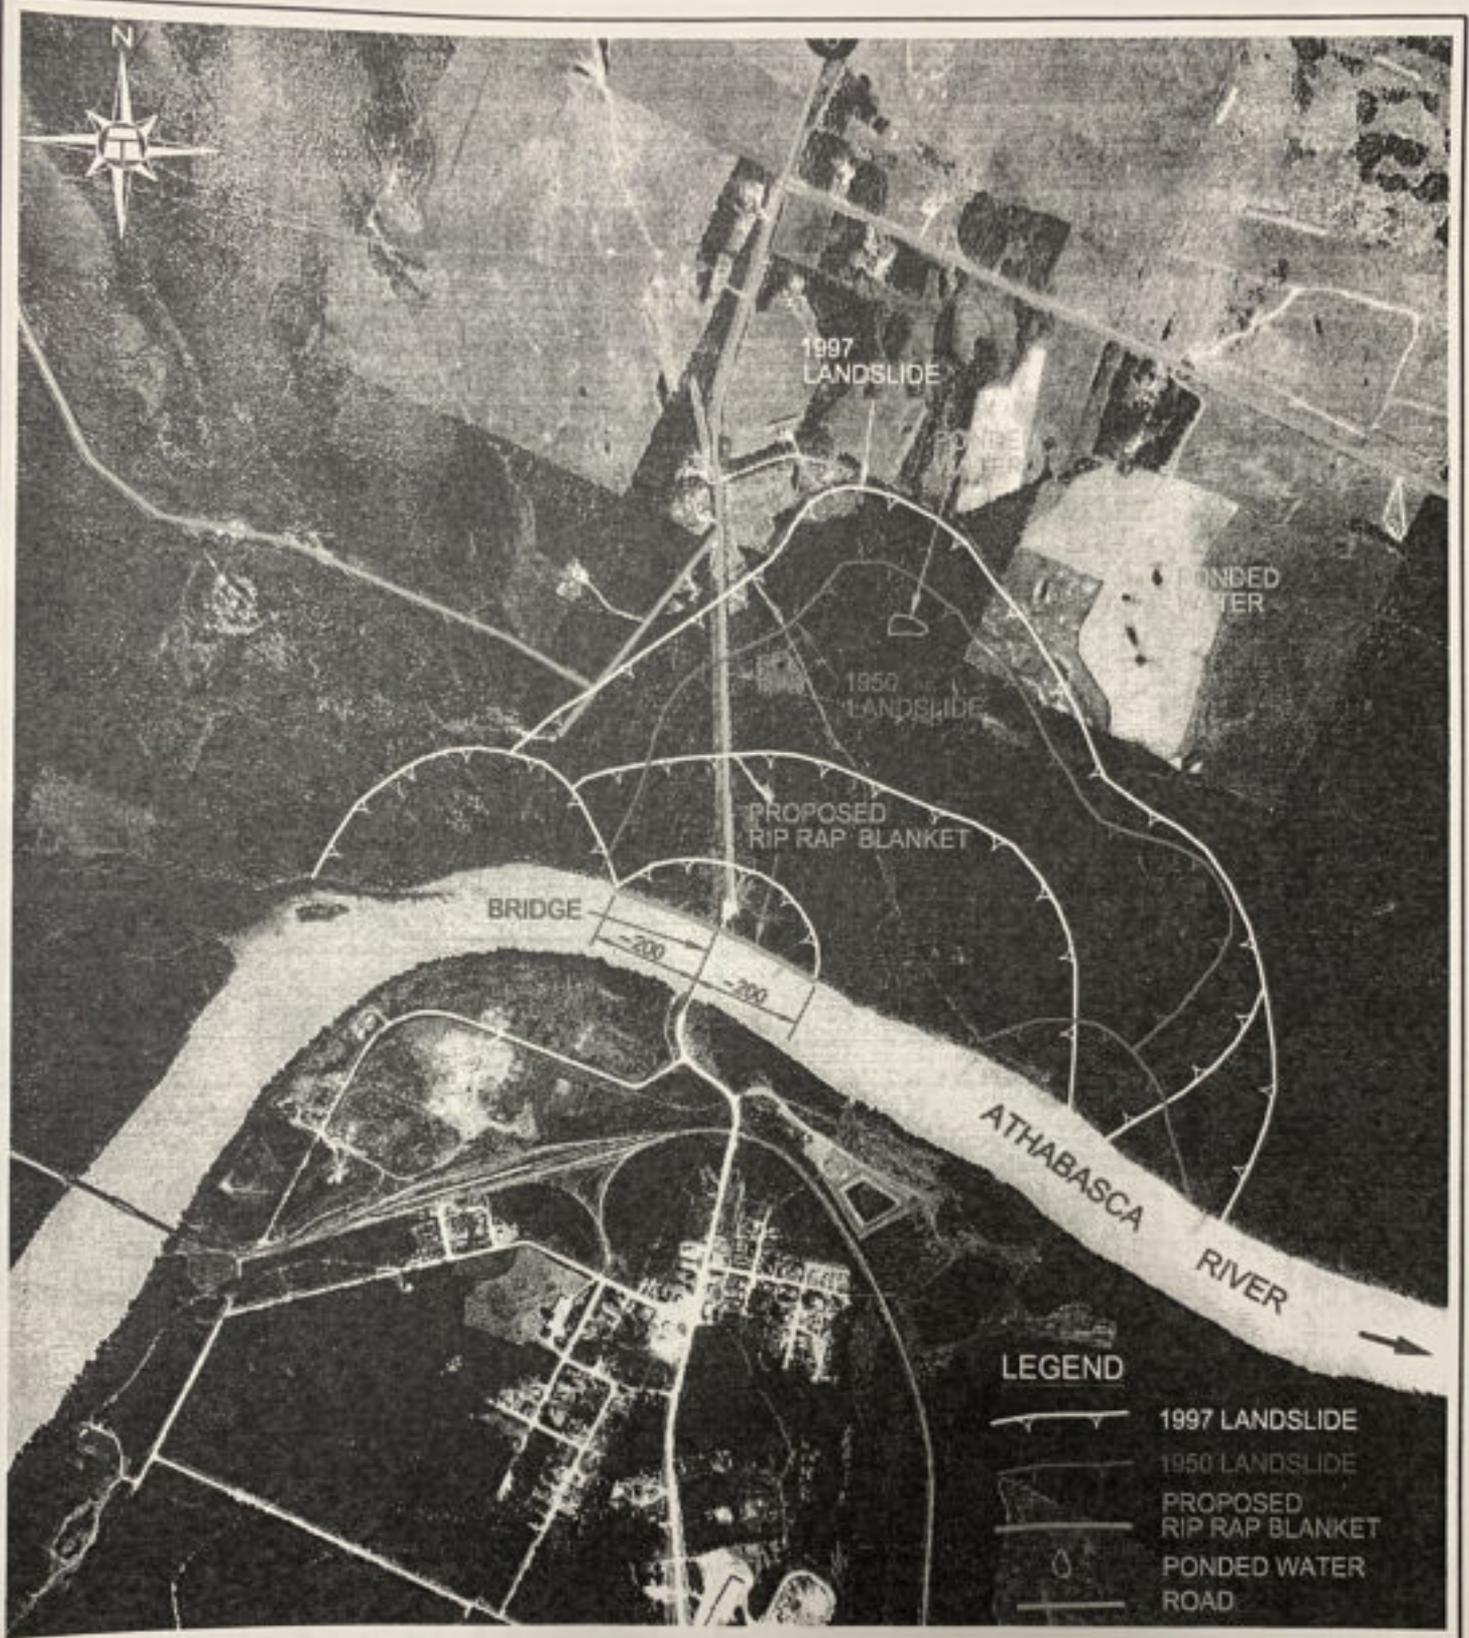 N
1997
LANDSLIDE
PONDED
WATER
1950
LANDSLIDE
PROPOSED
RIP RAP BLANKET
BRIDGE
~200
~200
ATHABASCA
RIVER
LEGEND
1997 LANDSLIDE
1950 LANDSLIDE
PROPOSED
RIP RAP BLANKET
PONDED WATER
ROAD